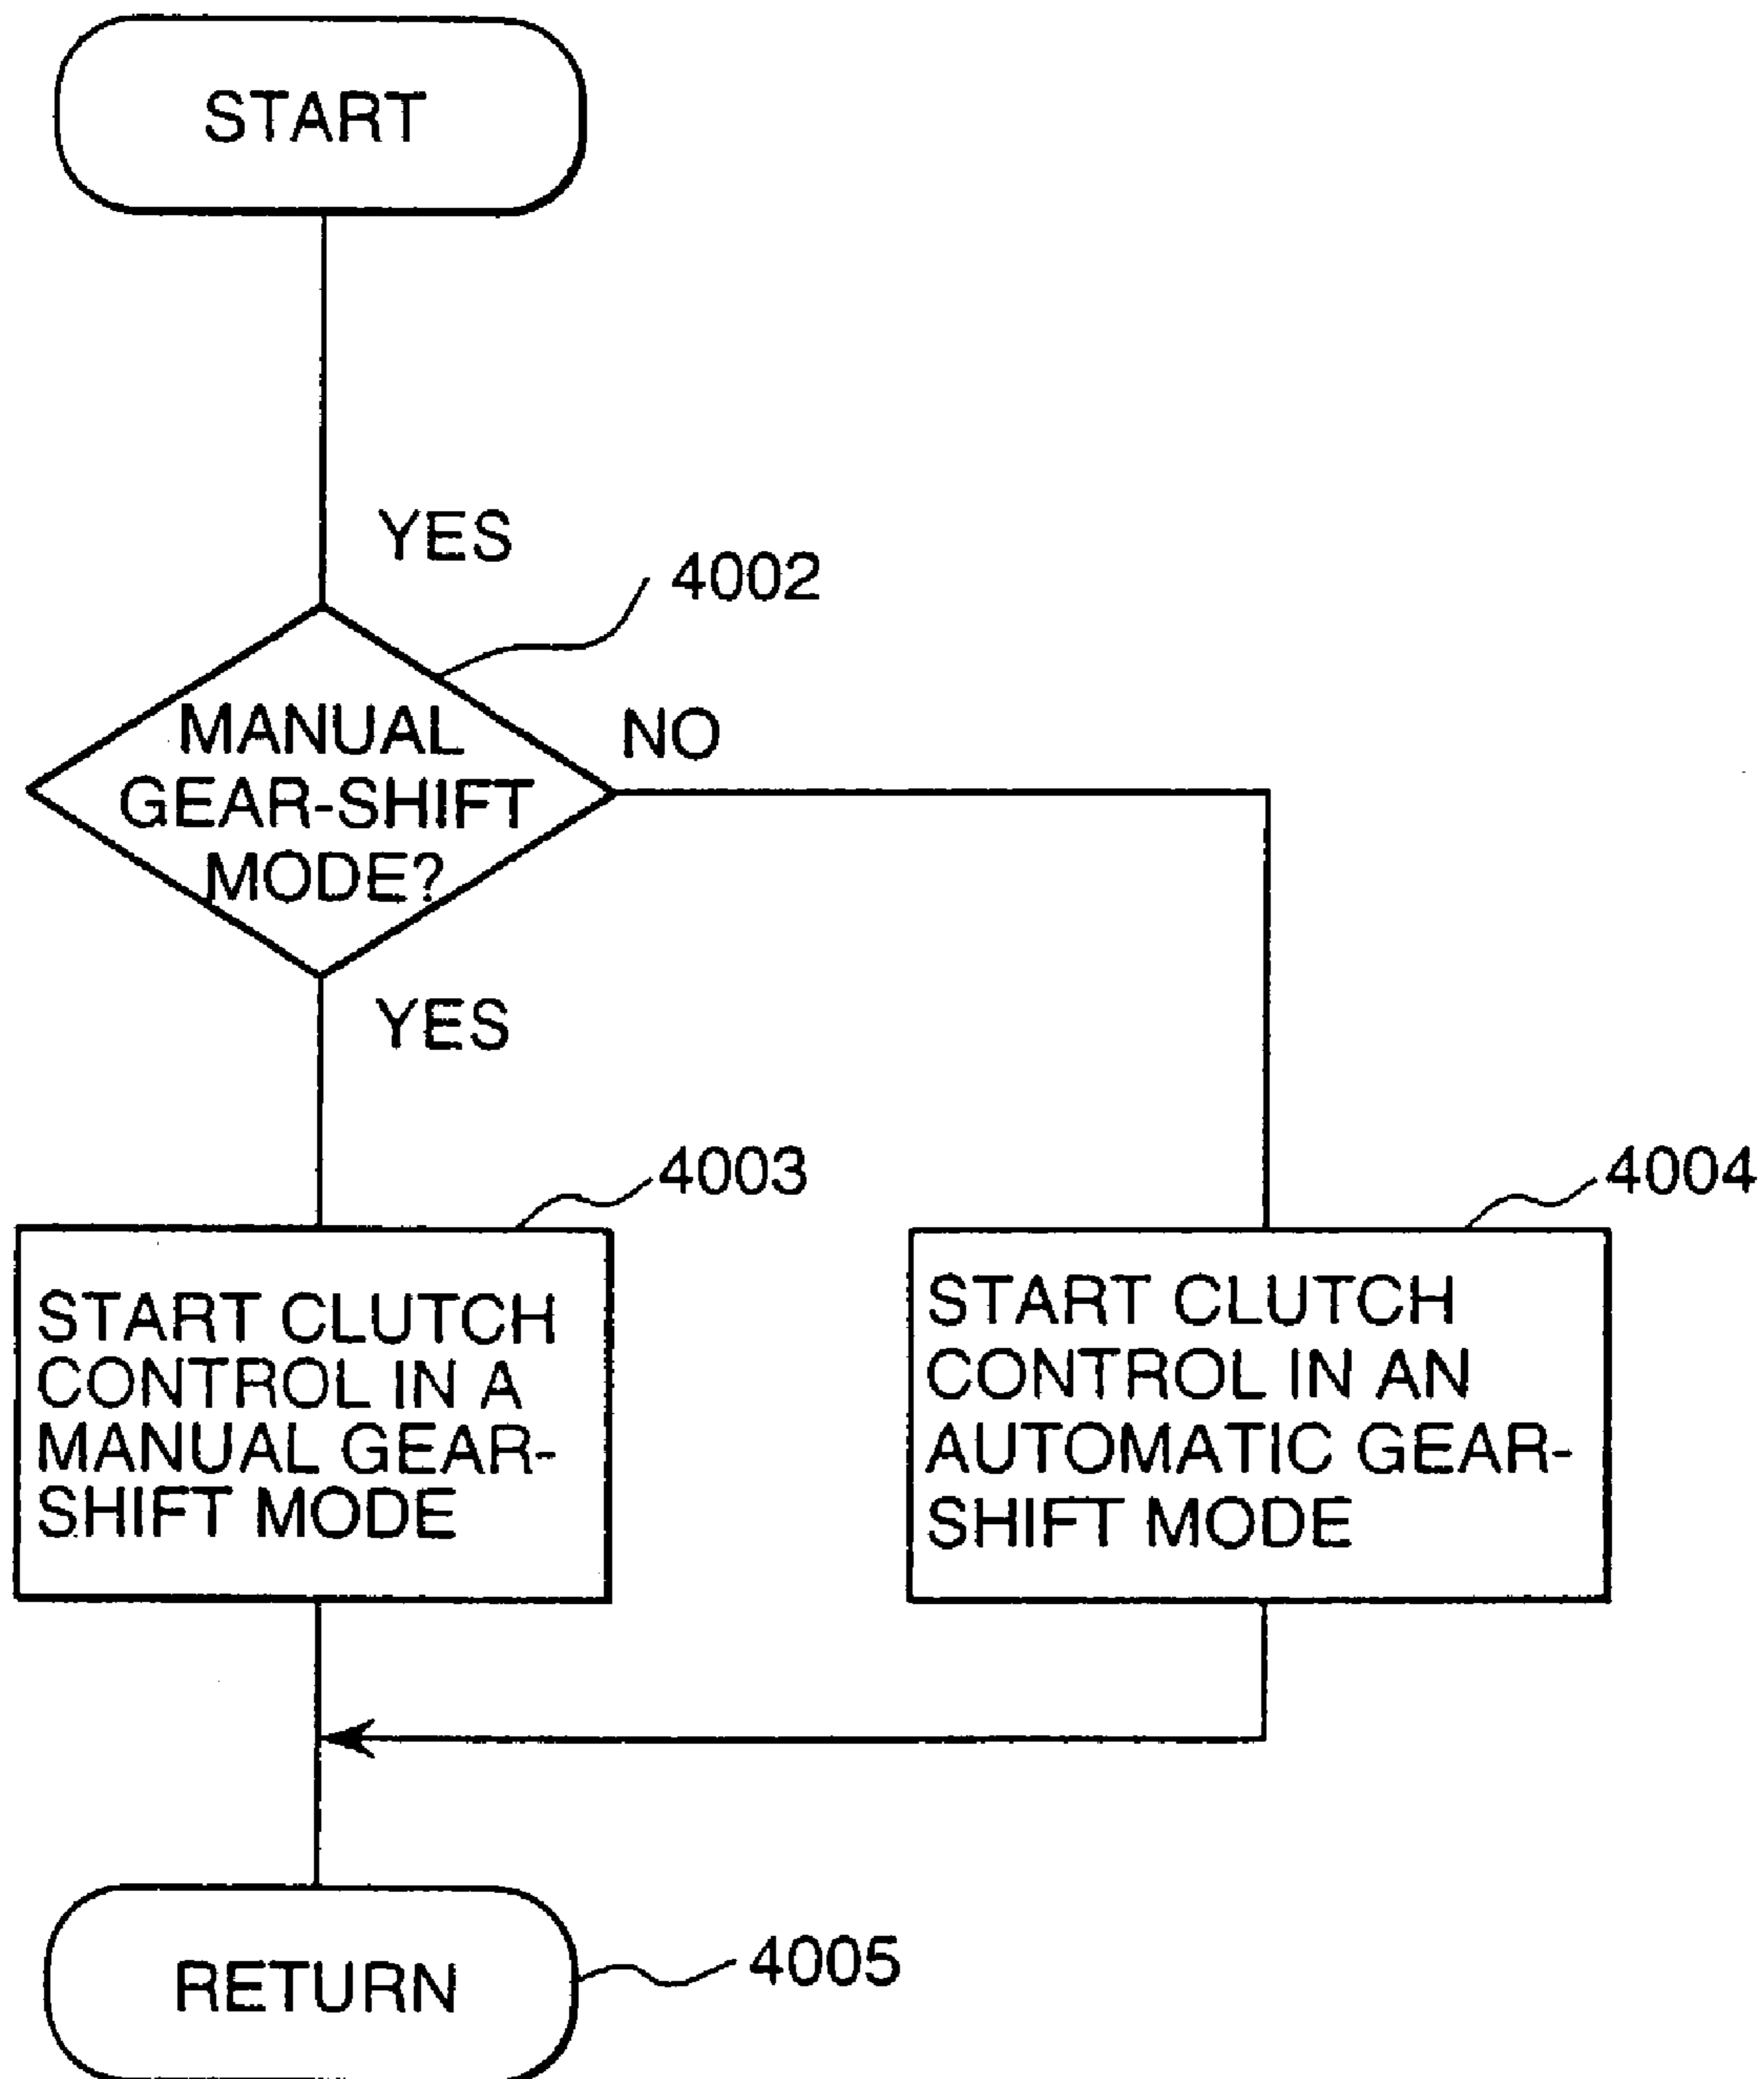 START
YES
4002
MANUAL
GEAR-SHIFT
MODE?
NO
YES
4003
START CLUTCH
CONTROL IN A
MANUAL GEAR-
SHIFT MODE
4004
START CLUTCH
CONTROL IN AN
AUTOMATIC GEAR-
SHIFT MODE
RETURN
4005